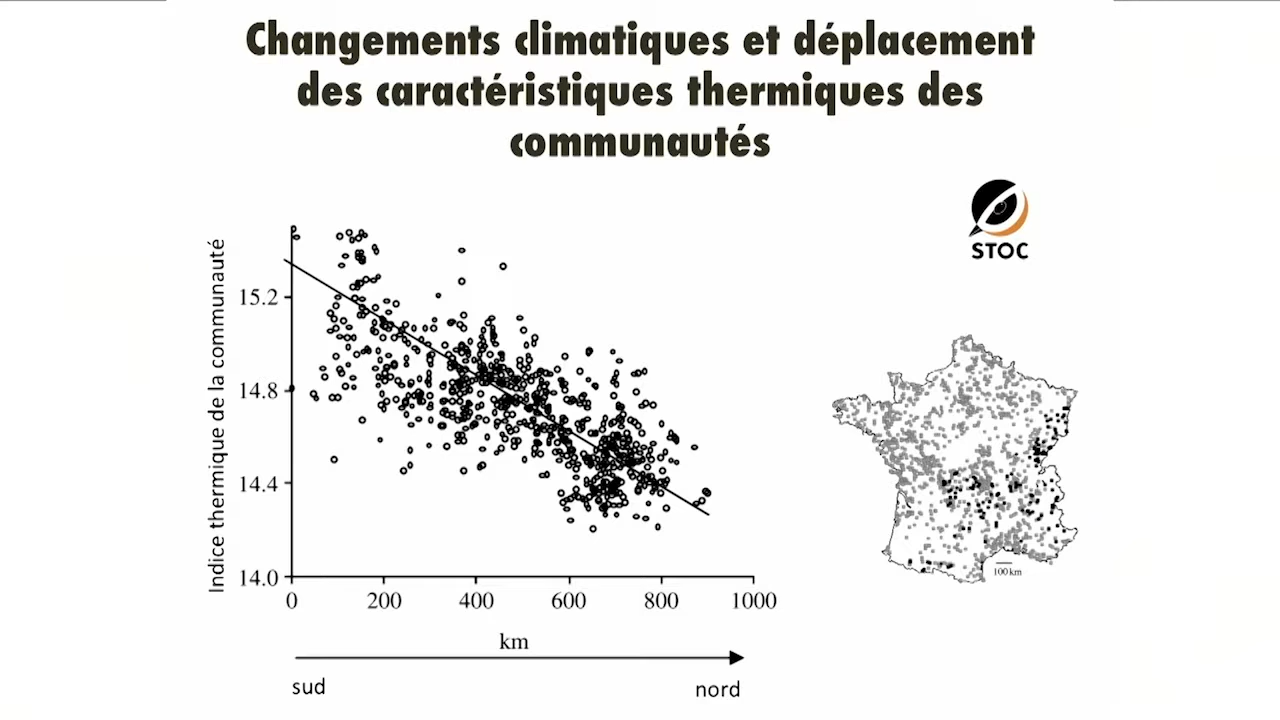 Changements climatiques et déplacement
des caractéristiques thermiques des
communautés
STOC
Indice thermique de la communauté
15.2
14.8
14.4
14.0
0 200 400 600 800 1000
km
sud nord
100 km